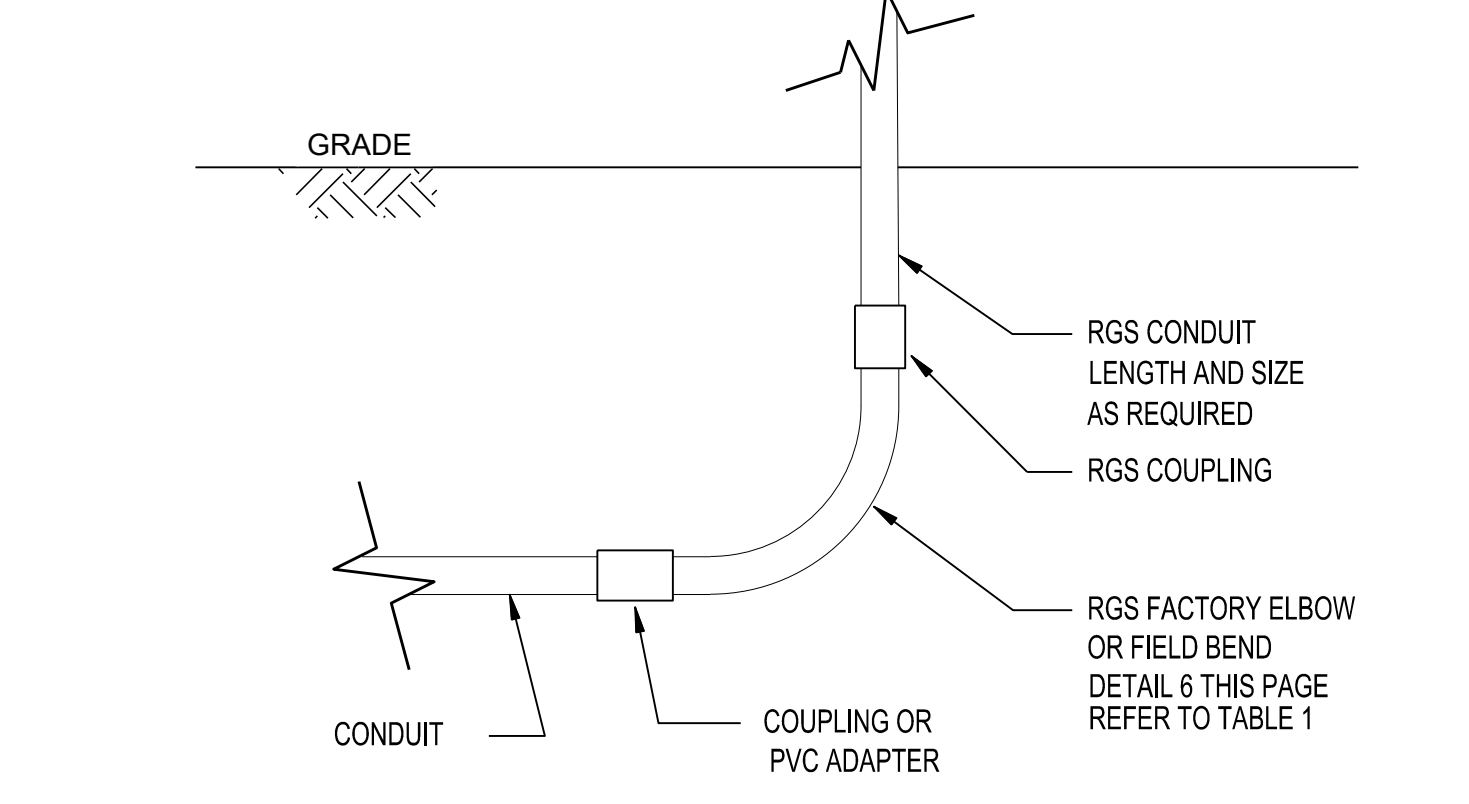 GRADE
RGS CONDUIT
LENGTH AND SIZE
AS REQUIRED
RGS COUPLING
RGS FACTORY ELBOW
OR FIELD BEND
DETAIL 6 THIS PAGE
REFER TO TABLE 1
CONDUIT
COUPLING OR
PVC ADAPTER